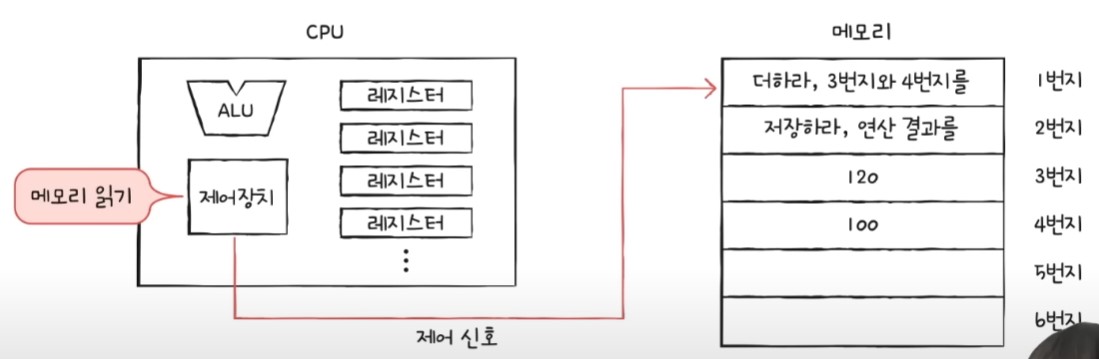 CPU
메모리
ALU
레지스터
레지스터
레지스터
레지스터
제어장치
메모리 읽기
제어 신호
더하라, 3번지와 4번지를
1번지
저장하라, 연산 결과를
2번지
120
3번지
100
4번지
5번지
6번지